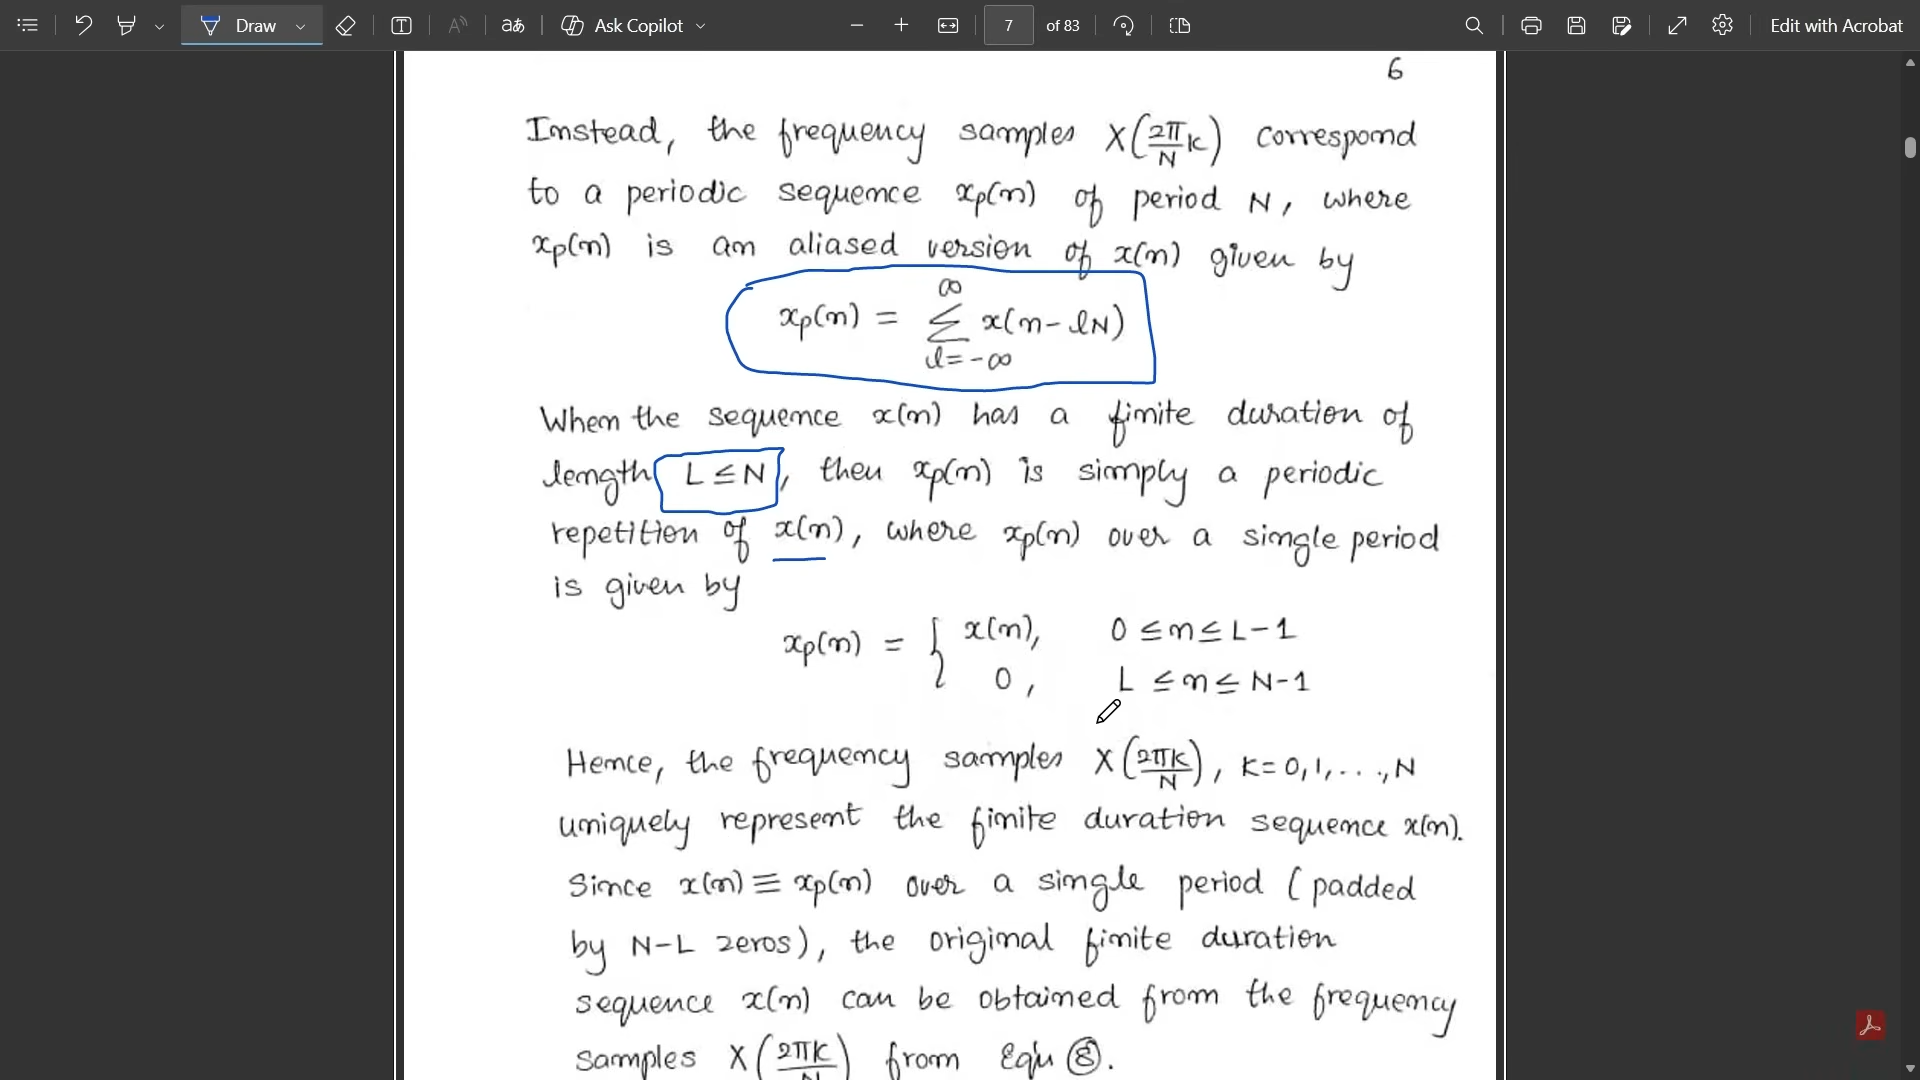 Draw
aあ
Ask Copilot
7 of 83
Edit with Acrobat
6
Instead, the frequency samples X(2π/N k) correspond
to a periodic sequence xp(n) of period N, where
xp(n) is an aliased version of x(n) given by
xp(n) = ∞ Σ l=-∞ x(n-lN)
When the sequence x(n) has a finite duration of
length L ≤ N, then xp(n) is simply a periodic
repetition of x(n), where xp(n) over a single period
is given by
xp(n) = { x(n), 0 ≤ n ≤ L-1
0, L ≤ n ≤ N-1
Hence, the frequency samples X(2πk/N), k=0,1,....,N
uniquely represent the finite duration sequence x(n).
Since x(n) ≡ xp(n) over a single period (padded
by N-L zeros), the original finite duration
sequence x(n) can be obtained from the frequency
samples X(2πk/N) from Eqn ⑧.